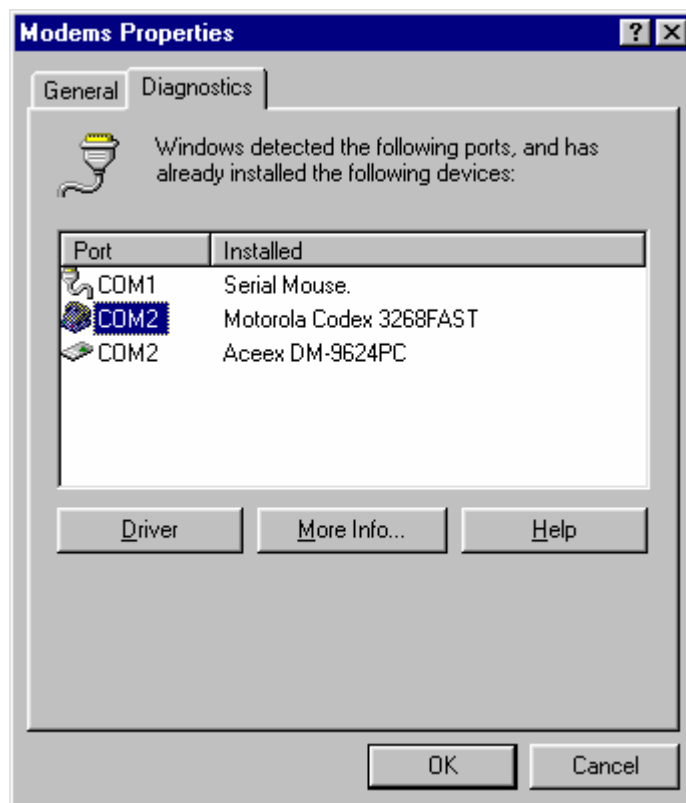 Modems Properties
General Diagnostics
Windows detected the following ports, and has
already installed the following devices:
Port Installed
COM1 Serial Mouse.
COM2 Motorola Codex 3268FAST
COM2 Aceex DM-9624PC
Driver More Info... Help
OK Cancel